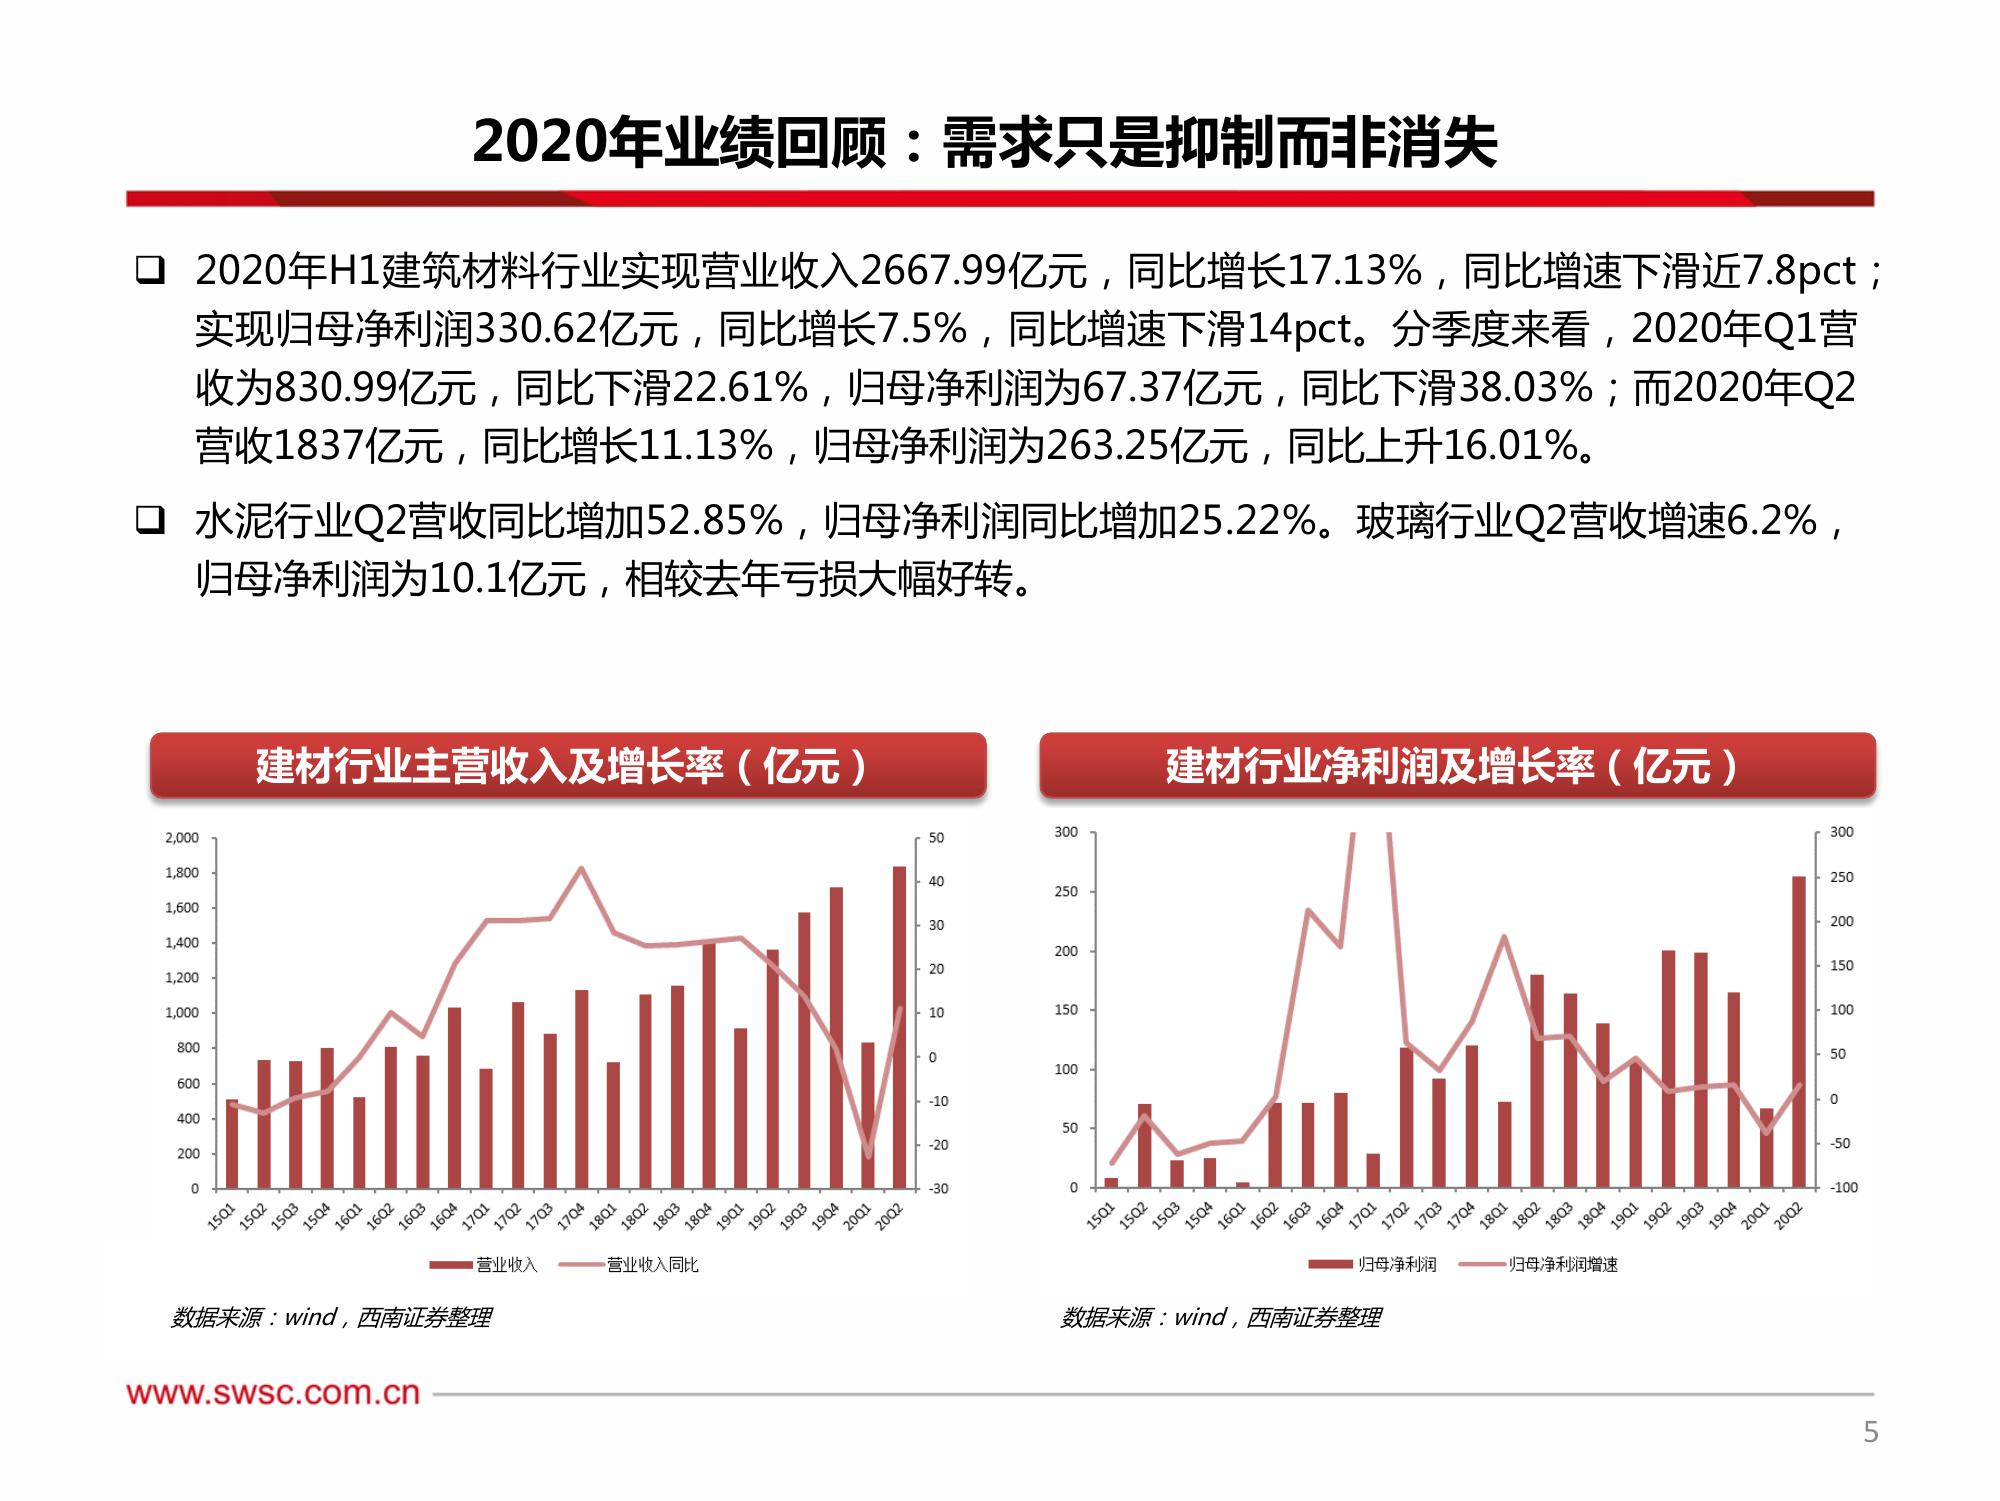 2020年业绩回顾：需求只是抑制而非消失
❑ 2020年H1建筑材料行业实现营业收入2667.99亿元，同比增长17.13%，同比增速下滑近7.8pct；
实现归母净利润330.62亿元，同比增长7.5%，同比增速下滑14pct。分季度来看，2020年Q1营
收为830.99亿元，同比下滑22.61%，归母净利润为67.37亿元，同比下滑38.03%；而2020年Q2
营收1837亿元，同比增长11.13%，归母净利润为263.25亿元，同比上升16.01%。
❑ 水泥行业Q2营收同比增加52.85%，归母净利润同比增加25.22%。玻璃行业Q2营收增速6.2%，
归母净利润为10.1亿元，相较去年亏损大幅好转。
建材行业主营收入及增长率（亿元）
2,000
1,800
1,600
1,400
1,200
1,000
800
600
400
200
0
50
40
30
20
10
0
-10
-20
-30
15Q1 15Q2 15Q3 15Q4 16Q1 16Q2 16Q3 16Q4 17Q1 17Q2 17Q3 17Q4 18Q1 18Q2 18Q3 18Q4 19Q1 19Q2 19Q3 19Q4 20Q1 20Q2
营业收入 营业收入同比
数据来源：wind，西南证券整理
建材行业净利润及增长率（亿元）
300
250
200
150
100
50
0
300
250
200
150
100
50
0
-50
-100
15Q1 15Q2 15Q3 15Q4 16Q1 16Q2 16Q3 16Q4 17Q1 17Q2 17Q3 17Q4 18Q1 18Q2 18Q3 18Q4 19Q1 19Q2 19Q3 19Q4 20Q1 20Q2
归母净利润 归母净利润增速
数据来源：wind，西南证券整理
www.swsc.com.cn
5